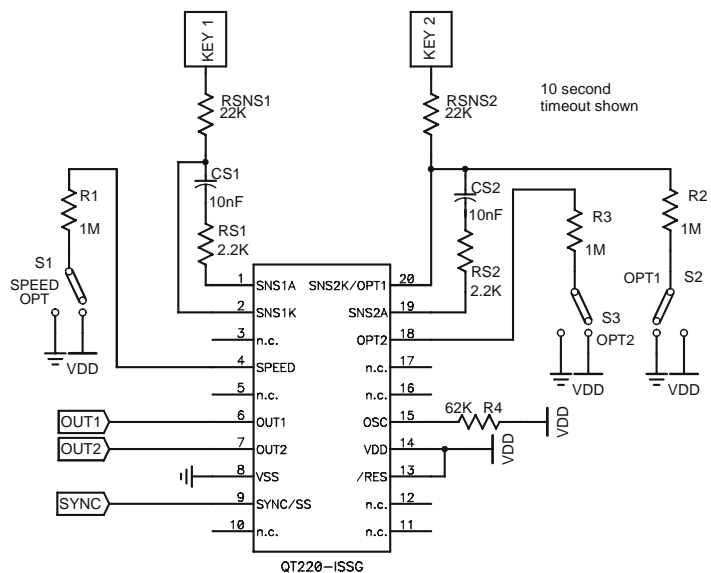 KEY 1
KEY 2
RSNS1
22K
RSNS2
22K
10 second
timeout shown
CS1
10nF
CS2
10nF
R1
1M
R2
1M
R3
1M
RS1
2.2K
RS2
2.2K
S1
SPEED
OPT
VDD
OPT1
S2
S3
OPT2
VDD
VDD
1
SNS1A
SNS2K/OPT1
20
2
SNS1K
SNS2A
19
3
n.c.
OPT2
18
4
SPEED
n.c.
17
5
n.c.
n.c.
16
OUT1
6
OUT1
OSC
15
62K
R4
VDD
OUT2
7
OUT2
VDD
14
VDD
8
VSS
/RES
13
SYNC
9
SYNC/SS
n.c.
12
10
n.c.
n.c.
11
QT220-ISSG